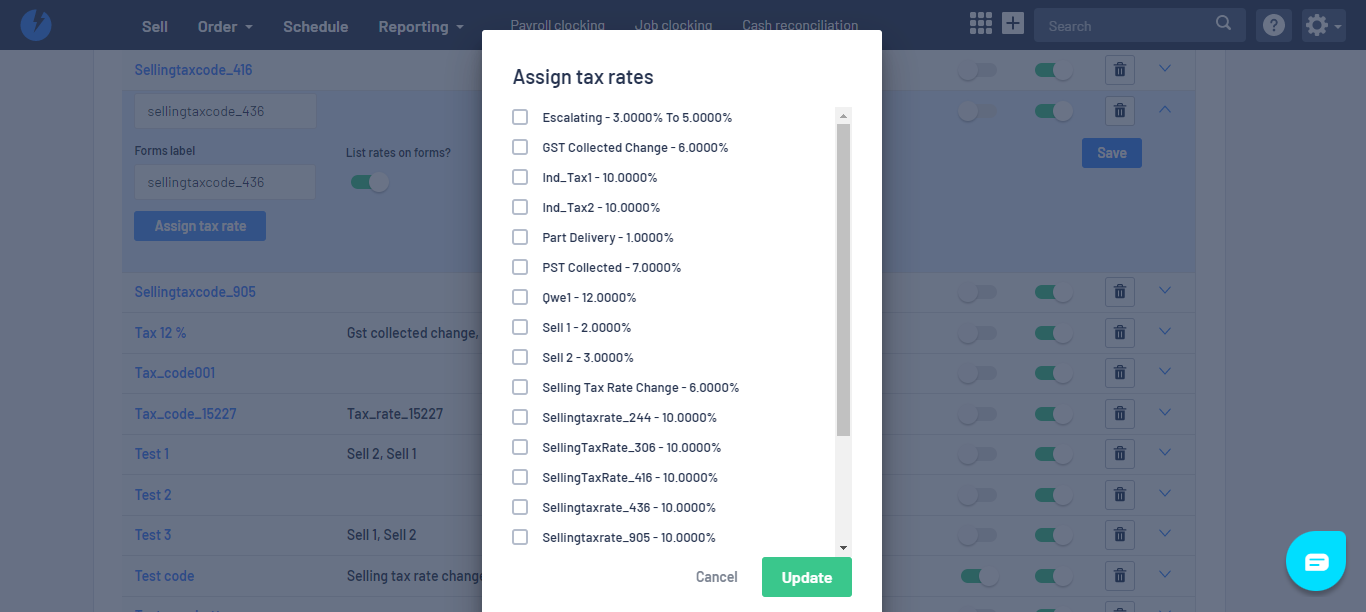 Sell Order Schedule Reporting Payroll clocking Job clocking Cash reconciliation Search
Assign tax rates
Sellingtaxcode_416
sellingtaxcode_436
Forms label
List rates on forms?
Save
sellingtaxcode_436
Assign tax rate
Escalating - 3.0000% To 5.0000%
GST Collected Change - 6.0000%
Ind_Tax1 - 10.0000%
Ind_Tax2 - 10.0000%
Part Delivery - 1.0000%
PST Collected - 7.0000%
Qwe1 - 12.0000%
Sell 1 - 2.0000%
Sell 2 - 3.0000%
Selling Tax Rate Change - 6.0000%
Sellingtaxrate_244 - 10.0000%
SellingTaxRate_306 - 10.0000%
SellingTaxRate_416 - 10.0000%
Sellingtaxrate_436 - 10.0000%
Sellingtaxrate_905 - 10.0000%
Cancel Update
Sellingtaxcode_905
Tax 12 % Gst collected change,
Tax_code001
Tax_code_15227 Tax_rate_15227
Test 1 Sell 2, Sell 1
Test 2
Test 3 Sell 1, Sell 2
Test code Selling tax rate change